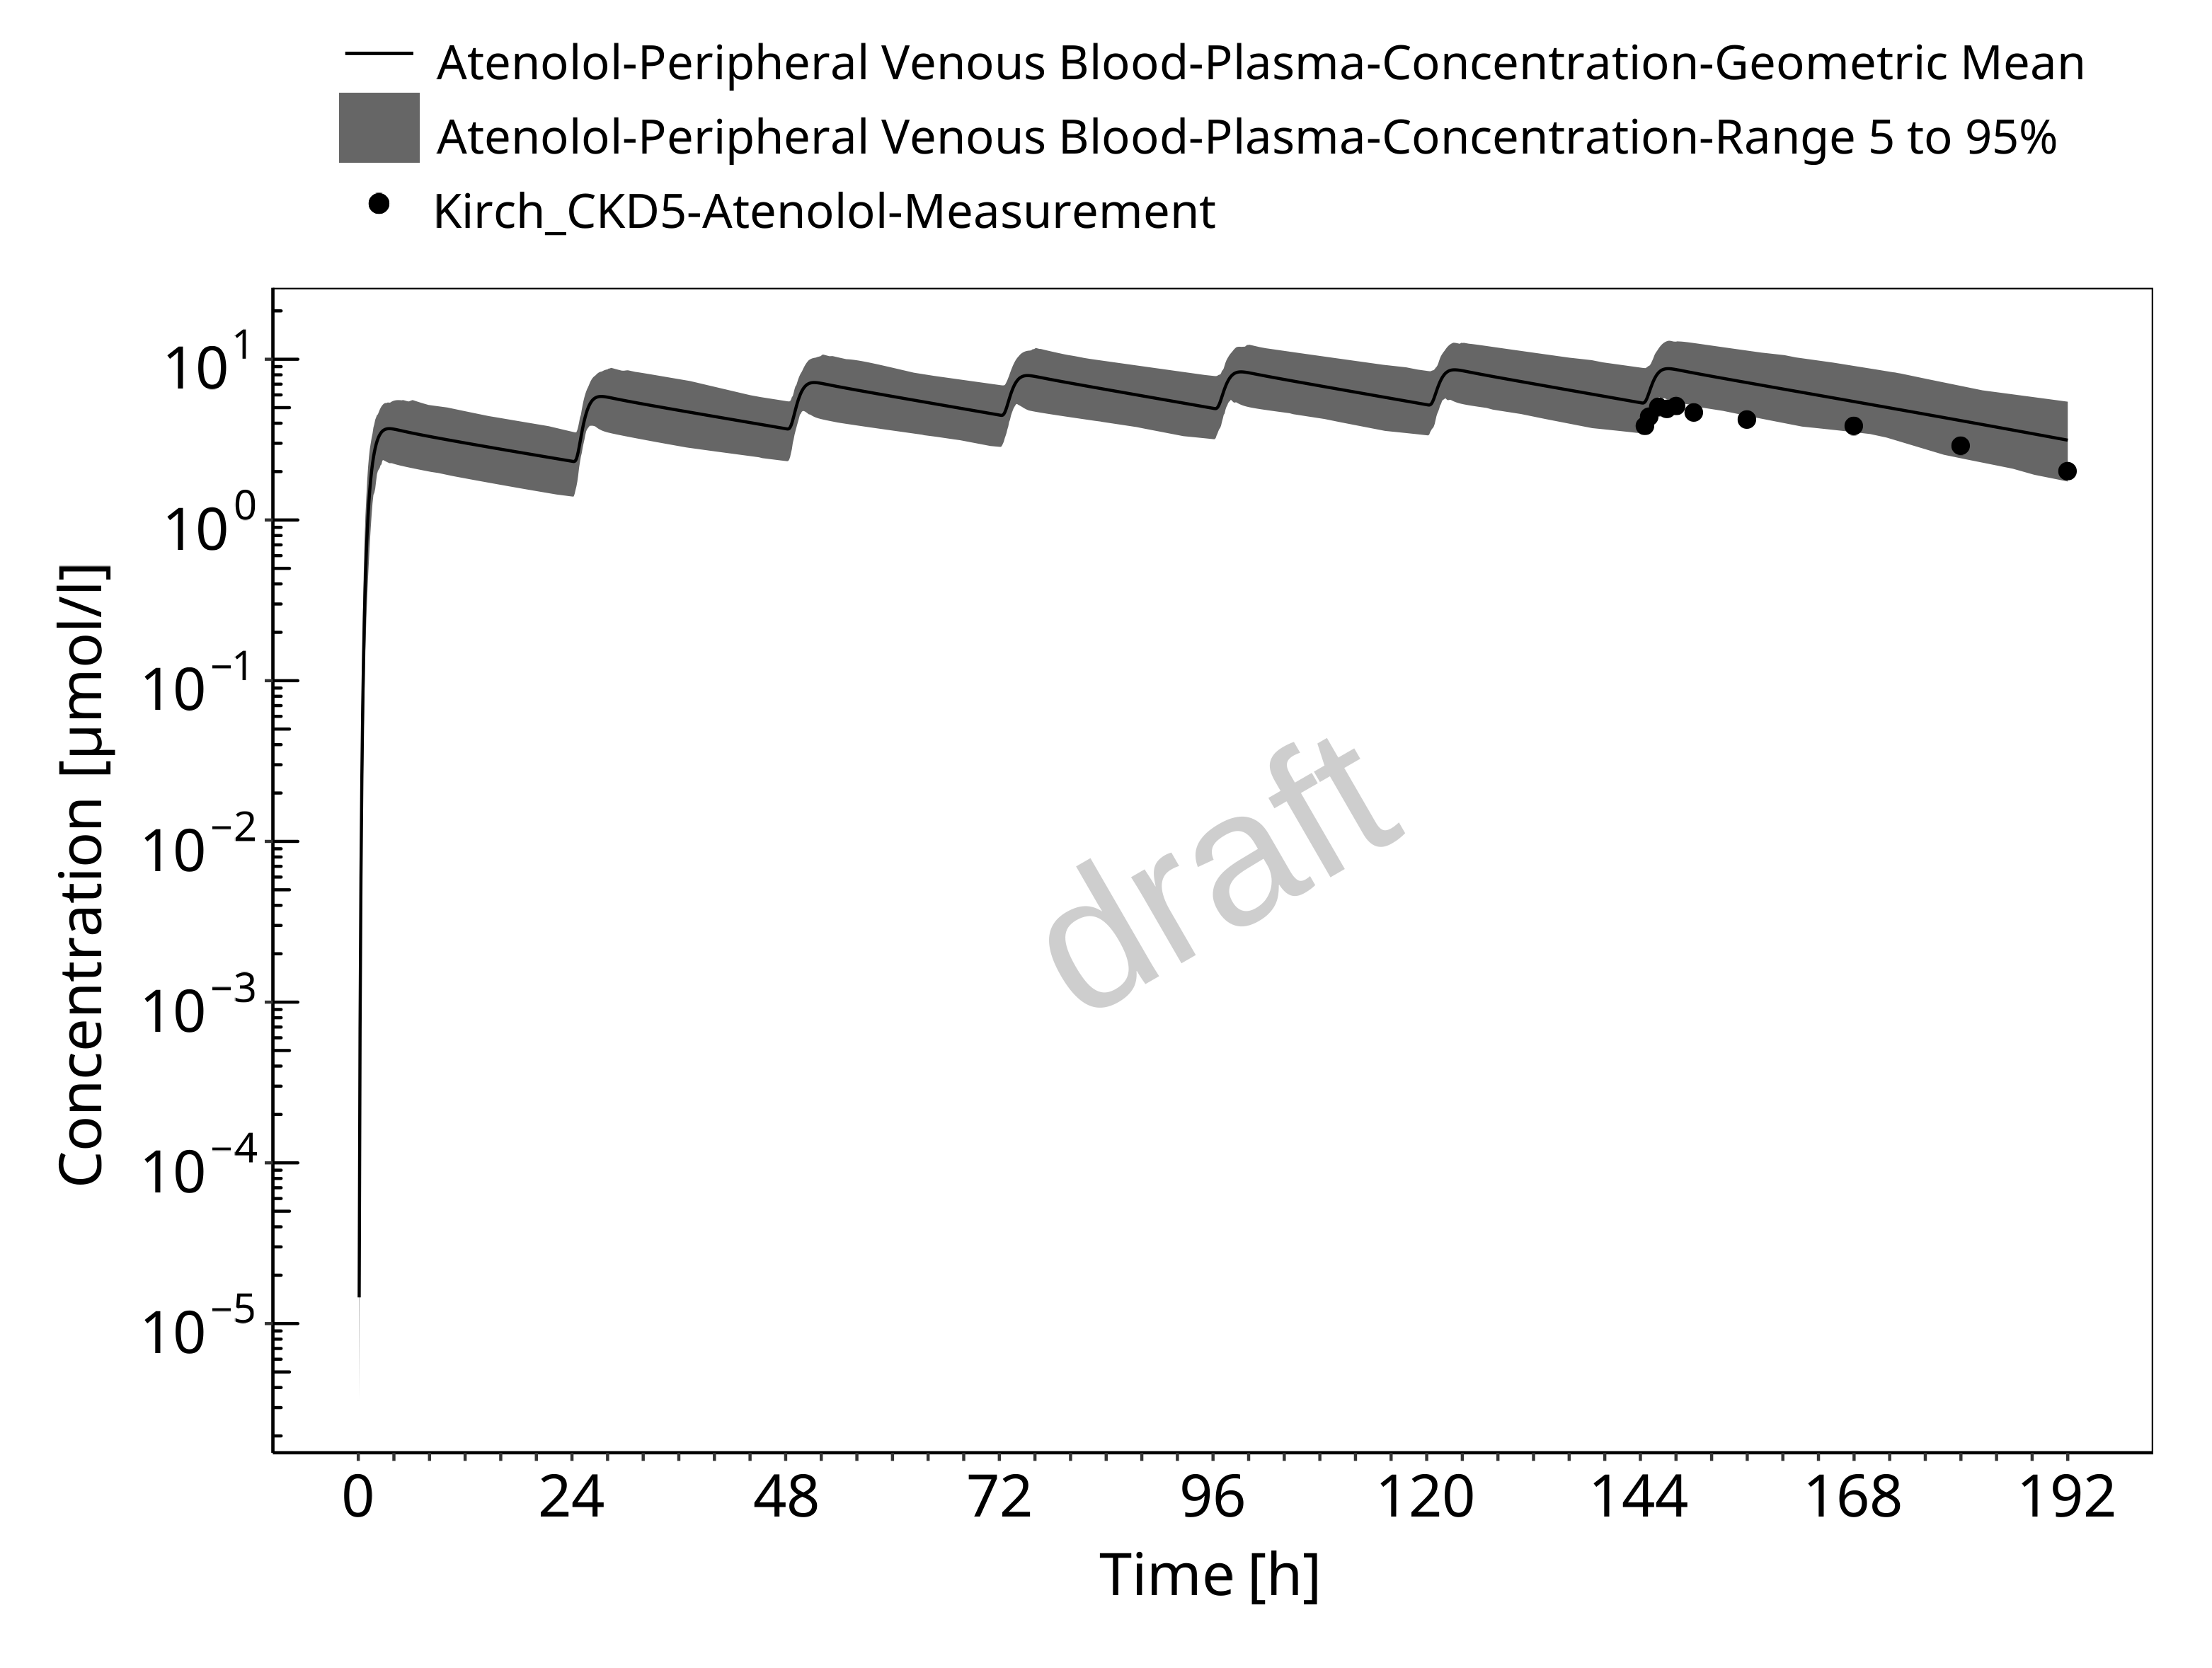 Atenolol-Peripheral Venous Blood-Plasma-Concentration-Geometric Mean
Atenolol-Peripheral Venous Blood-Plasma-Concentration-Range 5 to 95%
Kirch_CKD5-Atenolol-Measurement
Concentration [µmol/l]
10^1
10^0
10^−1
10^−2
10^−3
10^−4
10^−5
draft
0 24 48 72 96 120 144 168 192
Time [h]